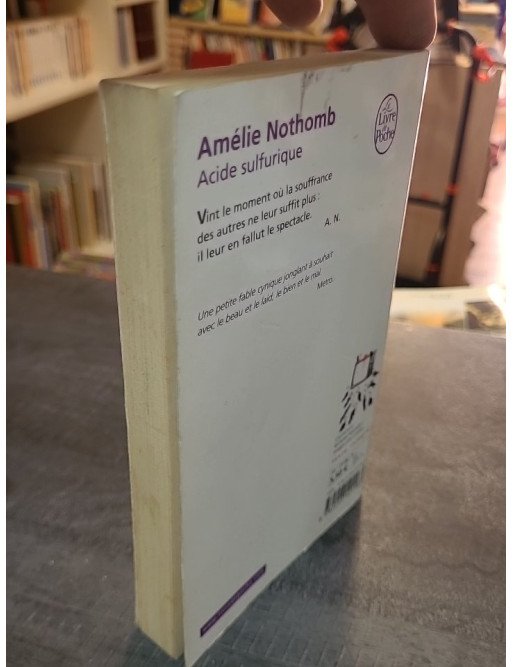 Amélie Nothomb
Acide sulfurique
Le
Livre
de
Poche
Vint le moment où la souffrance
des autres ne leur suffit plus :
il leur en fallut le spectacle.
A. N.
Une petite fable cynique jonglant à souhait
avec le beau et le laid, le bien et le mal.
Metro.